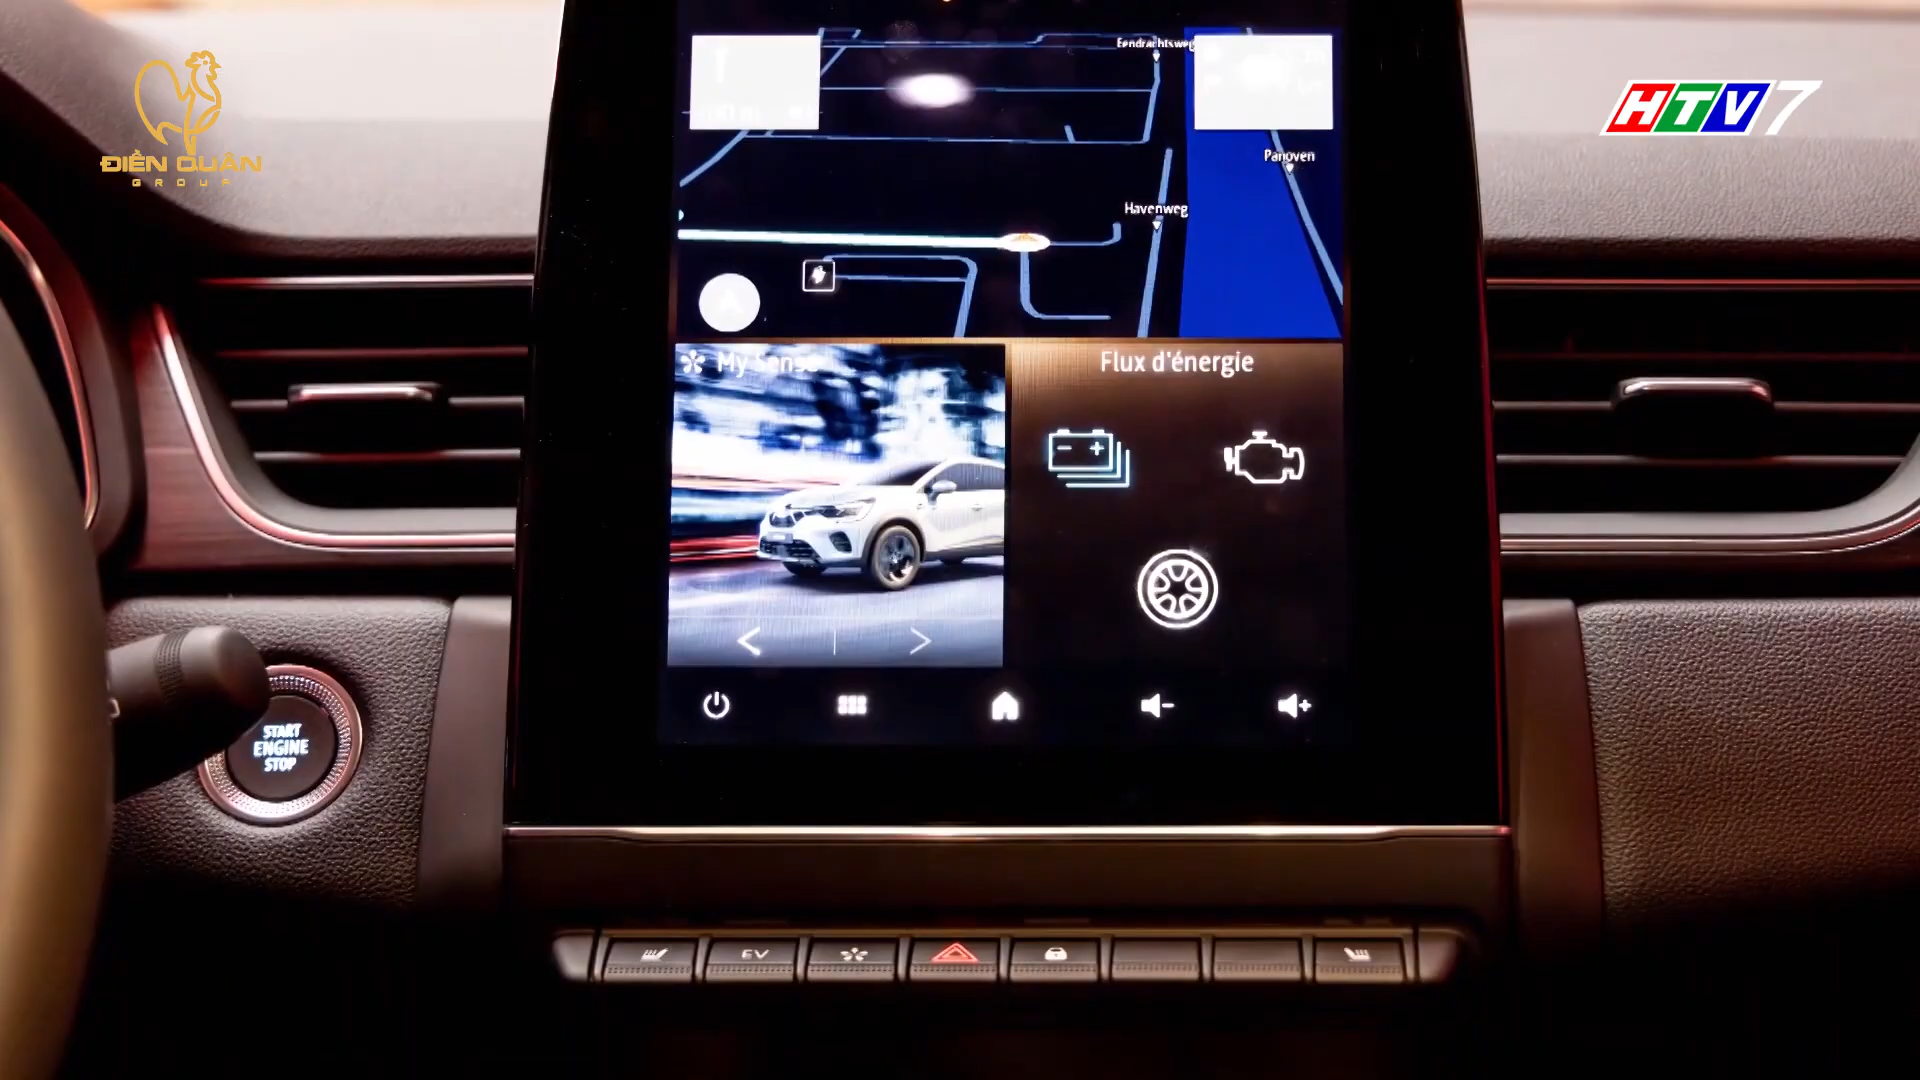 ĐIỀN QUÂN
GROUP
HTV7
Eendrachtsweg
Panoven
Havenweg
My Sense
Flux d'énergie
START
ENGINE
STOP
EV